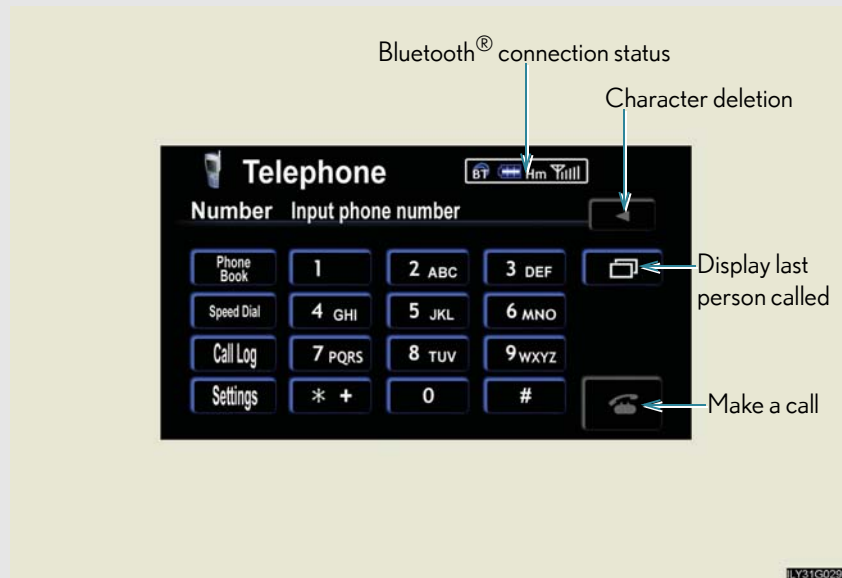 Bluetooth® connection status
Character deletion
Telephone
BT Hm
Number Input phone number
Phone Book
1
2 ABC
3 DEF
Display last person called
Speed Dial
4 GHI
5 JKL
6 MNO
Call Log
7 PQRS
8 TUV
9 WXYZ
Settings
* +
0
#
Make a call
ILY31G029